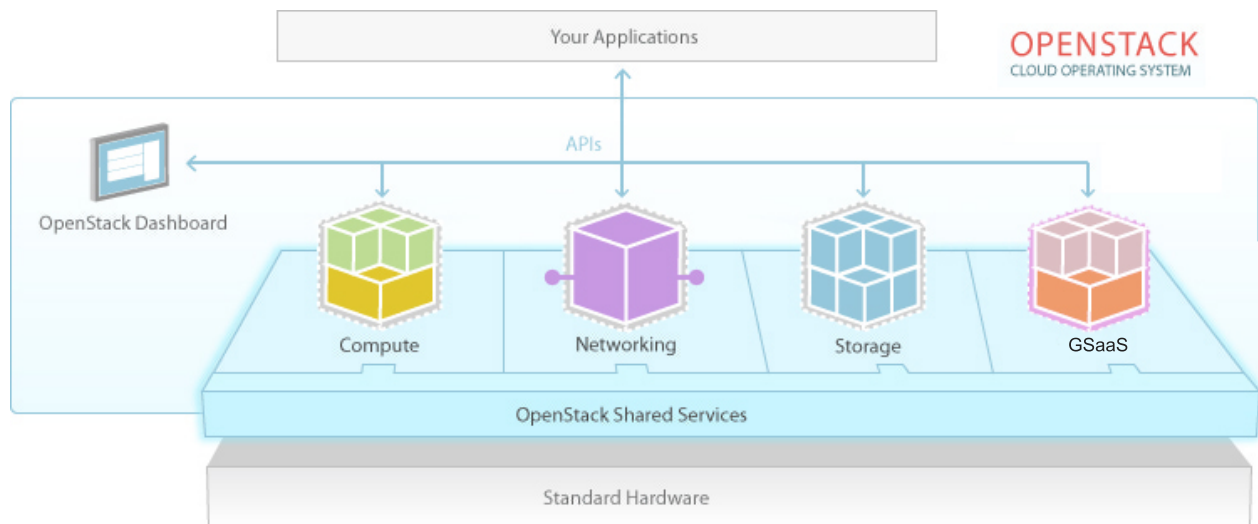 Your Applications
OPENSTACK
CLOUD OPERATING SYSTEM
APIs
OpenStack Dashboard
Compute
Networking
Storage
GSaaS
OpenStack Shared Services
Standard Hardware